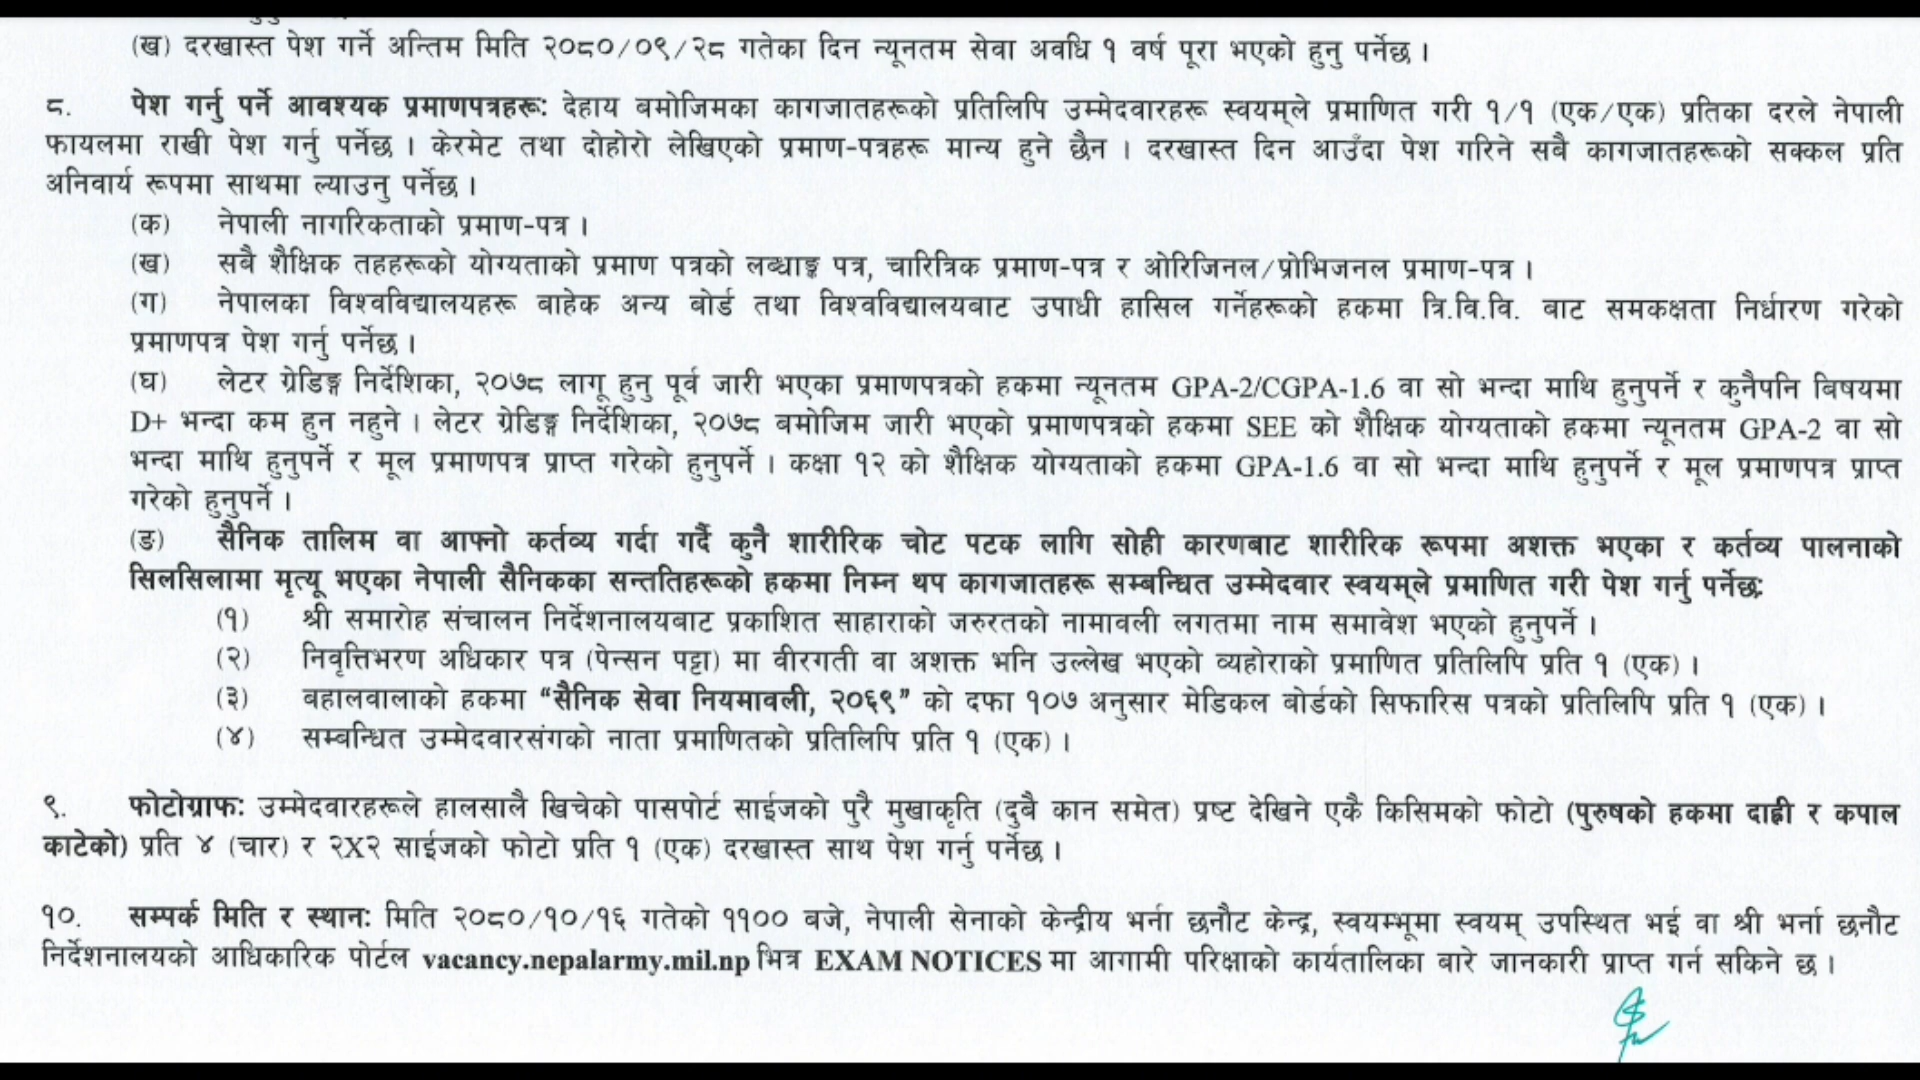 (ख) दरखास्त पेश गर्ने अन्तिम मिति २०८०/०९/२८ गतेका दिन न्यूनतम सेवा अवधि १ वर्ष पूरा भएको हुनु पर्नेछ ।
८. पेश गर्नु पर्ने आवश्यक प्रमाणपत्रहरू: देहाय बमोजिमका कागजातहरूको प्रतिलिपि उम्मेदवारहरू स्वयम्‌ले प्रमाणित गरी १/१ (एक/एक) प्रतिका दरले नेपाली
फायलमा राखी पेश गर्नु पर्नेछ । केरमेट तथा दोहोरो लेखिएको प्रमाण-पत्रहरू मान्य हुने छैन । दरखास्त दिन आउँदा पेश गरिने सबै कागजातहरूको सक्कल प्रति
अनिवार्य रूपमा साथमा ल्याउनु पर्नेछ ।
(क) नेपाली नागरिकताको प्रमाण-पत्र ।
(ख) सबै शैक्षिक तहहरूको योग्यताको प्रमाण पत्रको लब्धाङ्क पत्र, चारित्रिक प्रमाण-पत्र र ओरिजिनल/प्रोभिजनल प्रमाण-पत्र ।
(ग) नेपालका विश्वविद्यालयहरू बाहेक अन्य बोर्ड तथा विश्वविद्यालयबाट उपाधी हासिल गर्नेहरूको हकमा त्रि.वि.वि. बाट समकक्षता निर्धारण गरेको
प्रमाणपत्र पेश गर्नु पर्नेछ ।
(घ) लेटर ग्रेडिङ्ग निर्देशिका, २०७८ लागू हुनु पूर्व जारी भएका प्रमाणपत्रको हकमा न्यूनतम GPA-2/CGPA-1.6 वा सो भन्दा माथि हुनुपर्ने र कुनैपनि बिषयमा
D+ भन्दा कम हुन नहुने । लेटर ग्रेडिङ्ग निर्देशिका, २०७८ बमोजिम जारी भएको प्रमाणपत्रको हकमा SEE को शैक्षिक योग्यताको हकमा न्यूनतम GPA-2 वा सो
भन्दा माथि हुनुपर्ने र मूल प्रमाणपत्र प्राप्त गरेको हुनुपर्ने । कक्षा १२ को शैक्षिक योग्यताको हकमा GPA-1.6 वा सो भन्दा माथि हुनुपर्ने र मूल प्रमाणपत्र प्राप्त
गरेको हुनुपर्ने ।
(ङ) सैनिक तालिम वा आफ्नो कर्तव्य गर्दा गर्दै कुनै शारीरिक चोट पटक लागि सोही कारणबाट शारीरिक रूपमा अशक्त भएका र कर्तव्य पालनाको
सिलसिलामा मृत्यू भएका नेपाली सैनिकका सन्ततिहरूको हकमा निम्न थप कागजातहरू सम्बन्धित उम्मेदवार स्वयम्‌ले प्रमाणित गरी पेश गर्नु पर्नेछ:
(१) श्री समारोह संचालन निर्देशनालयबाट प्रकाशित साहाराको जरुरतको नामावली लगतमा नाम समावेश भएको हुनुपर्ने ।
(२) निवृत्तिभरण अधिकार पत्र (पेन्सन पट्टा) मा वीरगती वा अशक्त भनि उल्लेख भएको व्यहोराको प्रमाणित प्रतिलिपि प्रति १ (एक) ।
(३) बहालवालाको हकमा “सैनिक सेवा नियमावली, २०६९” को दफा १०७ अनुसार मेडिकल बोर्डको सिफारिस पत्रको प्रतिलिपि प्रति १ (एक) ।
(४) सम्बन्धित उम्मेदवारसंगको नाता प्रमाणितको प्रतिलिपि प्रति १ (एक) ।
९. फोटोग्राफ: उम्मेदवारहरूले हालसालै खिचेको पासपोर्ट साईजको पुरै मुखाकृति (दुबै कान समेत) प्रष्ट देखिने एकै किसिमको फोटो (पुरुषको हकमा दाह्री र कपाल
काटेको) प्रति ४ (चार) र २X२ साईजको फोटो प्रति १ (एक) दरखास्त साथ पेश गर्नु पर्नेछ ।
१०. सम्पर्क मिति र स्थान: मिति २०८०/१०/१६ गतेको ११०० बजे, नेपाली सेनाको केन्द्रीय भर्ना छनौट केन्द्र, स्वयम्भूमा स्वयम् उपस्थित भई वा श्री भर्ना छनौट
निर्देशनालयको आधिकारिक पोर्टल vacancy.nepalarmy.mil.np भित्र EXAM NOTICES मा आगामी परिक्षाको कार्यतालिका बारे जानकारी प्राप्त गर्न सकिने छ ।